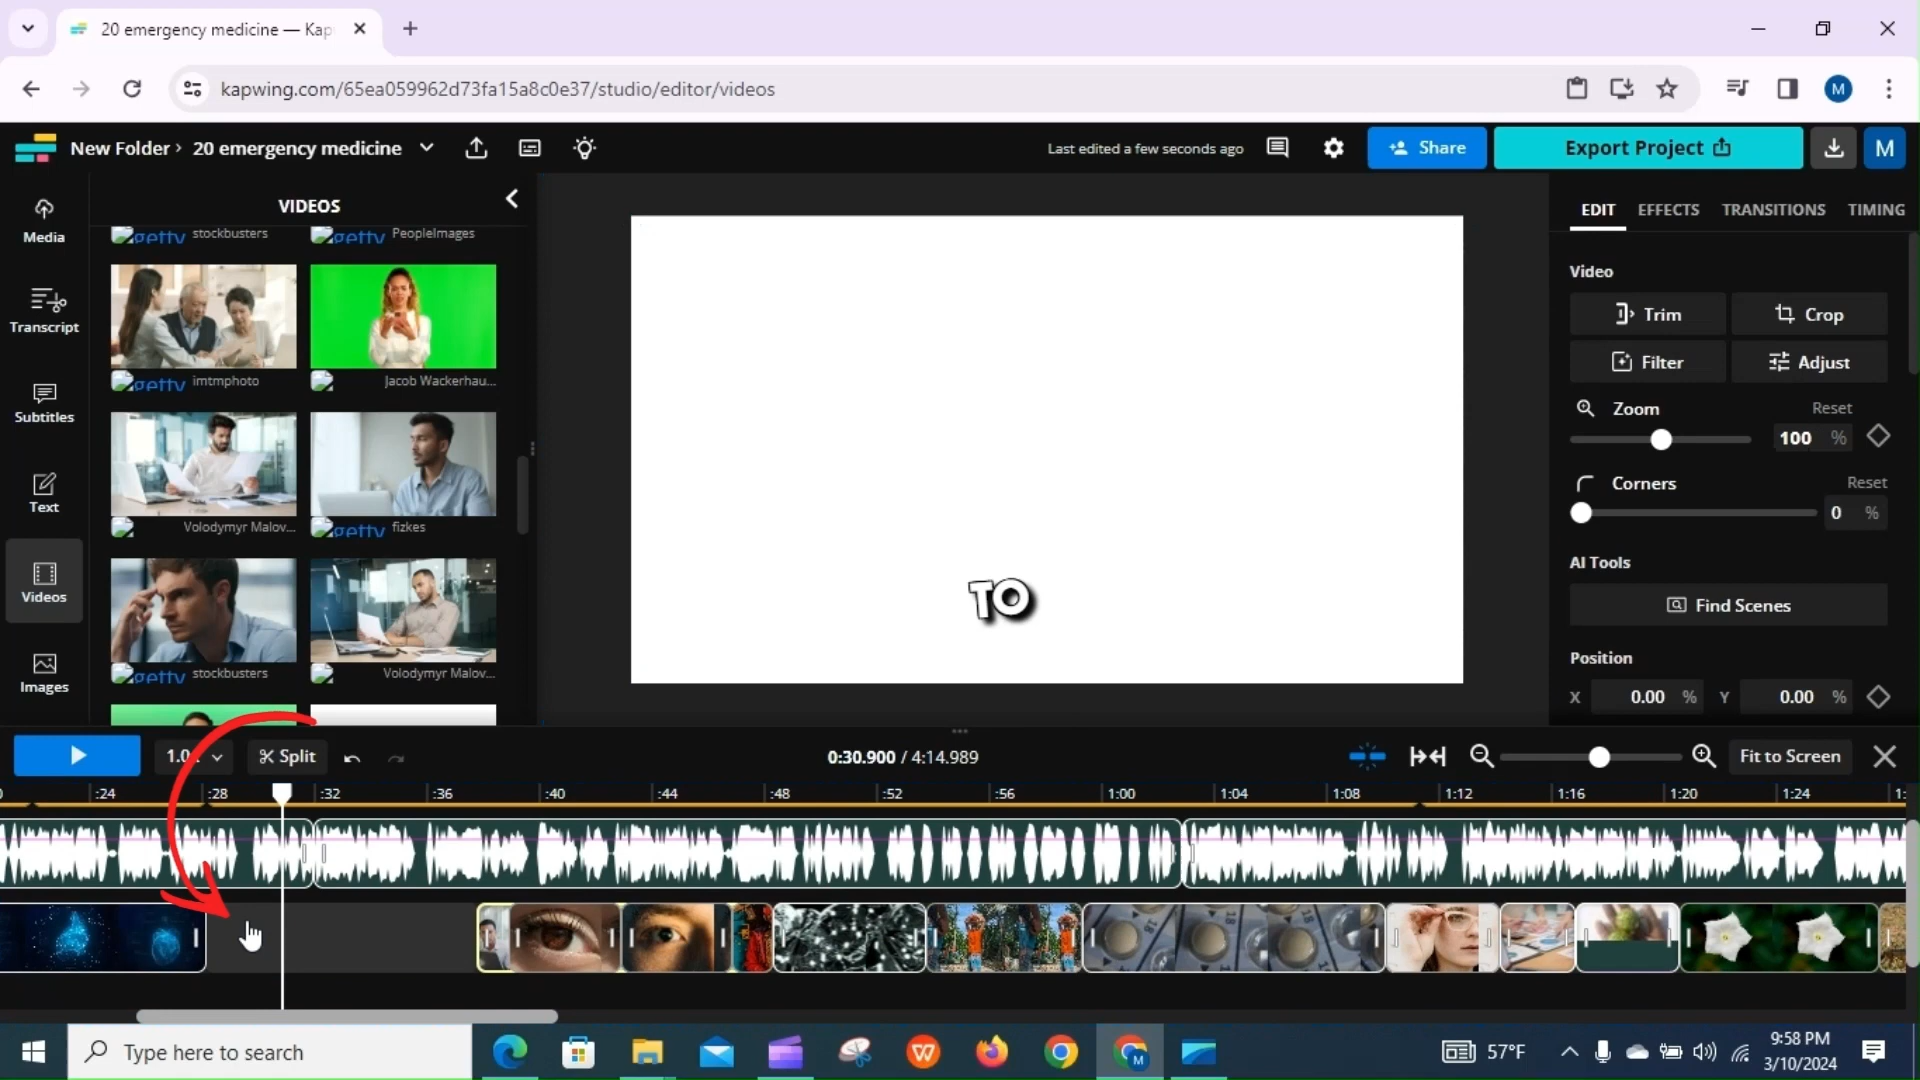 20 emergency medicine — Kap
kapwing.com/65ea059962d73fa15a8c0e37/studio/editor/videos
M
New Folder › 20 emergency medicine
Last edited a few seconds ago
Share
Export Project
M
Media
Transcript
Subtitles
Text
Videos
Images
VIDEOS
getty stockbusters
getty PeopleImages
getty imtmphoto
Jacob Wackerhau...
Volodymyr Malov...
getty fizkes
getty stockbusters
Volodymyr Malov...
TO
EDIT EFFECTS TRANSITIONS TIMING
Video
Trim Crop
Filter Adjust
Zoom Reset
100 %
Corners Reset
0 %
AI Tools
Find Scenes
Position
X 0.00 % Y 0.00 %
Split
0:30.900 / 4:14.989
Fit to Screen
:24 :28 :32 :36 :40 :44 :48 :52 :56 1:00 1:04 1:08 1:12 1:16 1:20 1:24
Type here to search
57°F
9:58 PM
3/10/2024